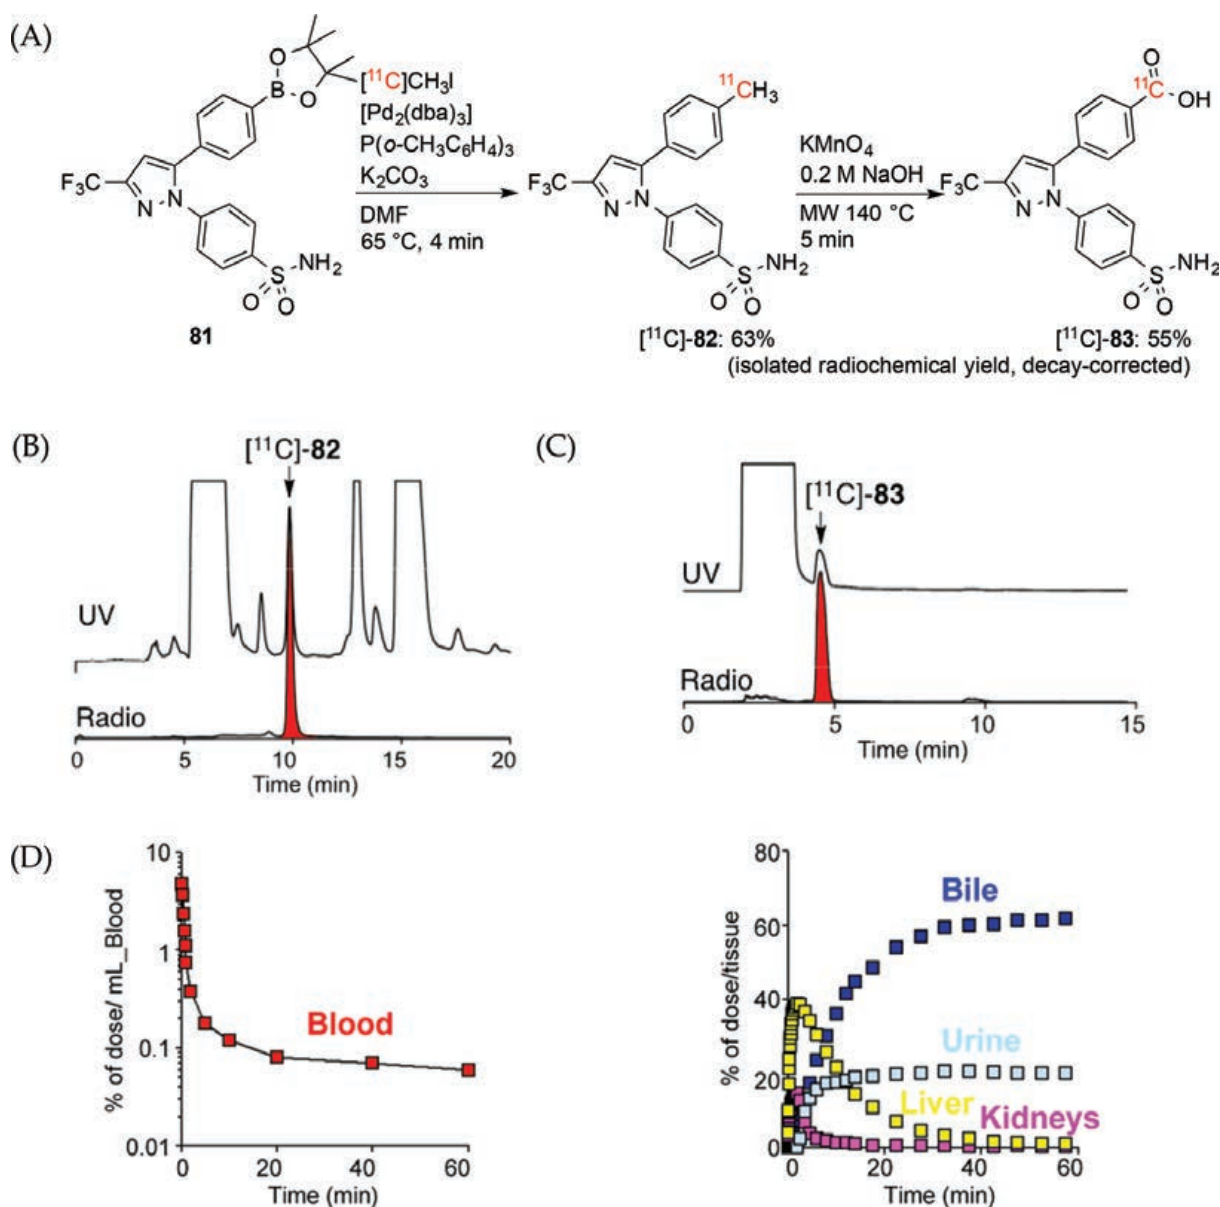 (A)
[¹¹C]CH₃I
[Pd₂(dba)₃]
P(o-CH₃C₆H₄)₃
K₂CO₃
DMF
65 °C, 4 min
O
B
O
F₃C
N
N
S
NH₂
O
O
81
¹¹CH₃
F₃C
N
N
S
NH₂
O
O
[¹¹C]-82: 63%
KMnO₄
0.2 M NaOH
MW 140 °C
5 min
O
¹¹C
OH
F₃C
N
N
S
NH₂
O
O
[¹¹C]-83: 55%
(isolated radiochemical yield, decay-corrected)
(B)
[¹¹C]-82
UV
Radio
0 5 10 15 20
Time (min)
(C)
[¹¹C]-83
UV
Radio
0 5 10 15
Time (min)
(D)
% of dose/ mL_Blood
10
1
0.1
0.01
Blood
0 20 40 60
Time (min)
% of dose/tissue
80
60
40
20
0
Bile
Urine
Liver
Kidneys
0 20 40 60
Time (min)